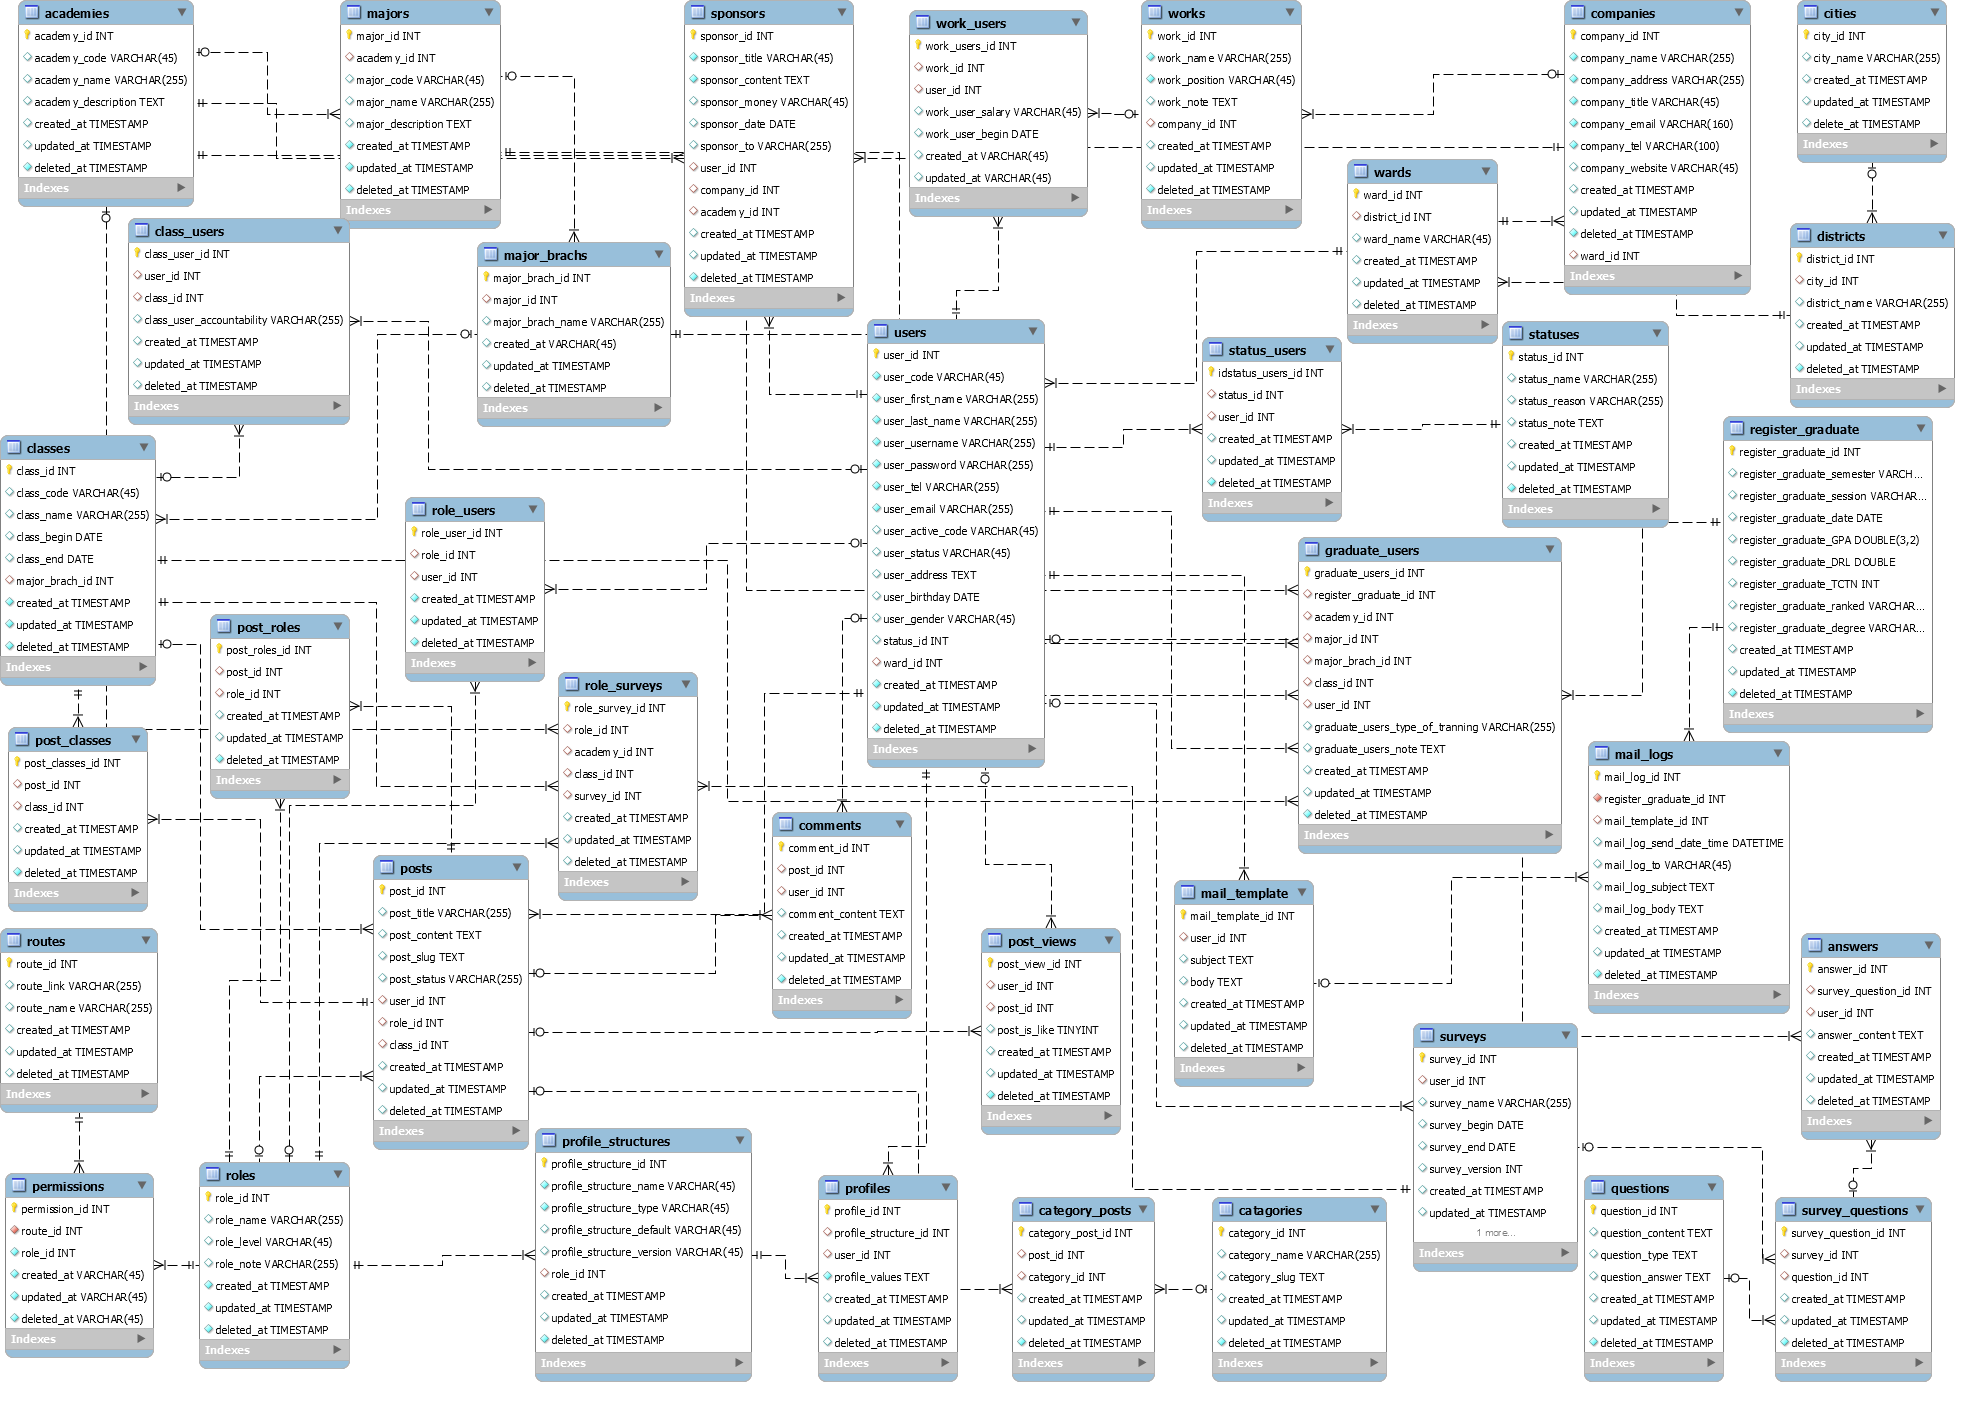 academies
academy_id INT
academy_code VARCHAR(45)
academy_name VARCHAR(255)
academy_description TEXT
created_at TIMESTAMP
updated_at TIMESTAMP
deleted_at TIMESTAMP
Indexes
majors
major_id INT
academy_id INT
major_code VARCHAR(45)
major_name VARCHAR(255)
major_description TEXT
created_at TIMESTAMP
updated_at TIMESTAMP
deleted_at TIMESTAMP
Indexes
sponsors
sponsor_id INT
sponsor_title VARCHAR(45)
sponsor_content TEXT
sponsor_money VARCHAR(45)
sponsor_date DATE
sponsor_to VARCHAR(255)
user_id INT
company_id INT
academy_id INT
created_at TIMESTAMP
updated_at TIMESTAMP
deleted_at TIMESTAMP
Indexes
work_users
work_users_id INT
work_id INT
user_id INT
work_user_salary VARCHAR(45)
work_user_begin DATE
created_at VARCHAR(45)
updated_at VARCHAR(45)
Indexes
works
work_id INT
work_name VARCHAR(255)
work_position VARCHAR(45)
work_note TEXT
company_id INT
created_at TIMESTAMP
updated_at TIMESTAMP
deleted_at TIMESTAMP
Indexes
companies
company_id INT
company_name VARCHAR(255)
company_address VARCHAR(255)
company_title VARCHAR(45)
company_email VARCHAR(160)
company_tel VARCHAR(100)
company_website VARCHAR(45)
created_at TIMESTAMP
updated_at TIMESTAMP
deleted_at TIMESTAMP
ward_id INT
Indexes
cities
city_id INT
city_name VARCHAR(255)
created_at TIMESTAMP
updated_at TIMESTAMP
delete_at TIMESTAMP
Indexes
wards
ward_id INT
district_id INT
ward_name VARCHAR(45)
created_at TIMESTAMP
updated_at TIMESTAMP
deleted_at TIMESTAMP
Indexes
class_users
class_user_id INT
user_id INT
class_id INT
class_user_accountability VARCHAR(255)
created_at TIMESTAMP
updated_at TIMESTAMP
deleted_at TIMESTAMP
Indexes
major_brachs
major_brach_id INT
major_id INT
major_brach_name VARCHAR(255)
created_at VARCHAR(45)
updated_at TIMESTAMP
deleted_at TIMESTAMP
Indexes
districts
district_id INT
city_id INT
district_name VARCHAR(255)
created_at TIMESTAMP
updated_at TIMESTAMP
deleted_at TIMESTAMP
Indexes
users
user_id INT
user_code VARCHAR(45)
user_first_name VARCHAR(255)
user_last_name VARCHAR(255)
user_username VARCHAR(255)
user_password VARCHAR(255)
user_tel VARCHAR(255)
user_email VARCHAR(255)
user_active_code VARCHAR(45)
user_status VARCHAR(45)
user_address TEXT
user_birthday DATE
user_gender VARCHAR(45)
status_id INT
ward_id INT
created_at TIMESTAMP
updated_at TIMESTAMP
deleted_at TIMESTAMP
Indexes
status_users
idstatus_users_id INT
status_id INT
user_id INT
created_at TIMESTAMP
updated_at TIMESTAMP
deleted_at TIMESTAMP
Indexes
statuses
status_id INT
status_name VARCHAR(255)
status_reason VARCHAR(255)
status_note TEXT
created_at TIMESTAMP
updated_at TIMESTAMP
deleted_at TIMESTAMP
Indexes
register_graduate
register_graduate_id INT
register_graduate_semester VARCH...
register_graduate_session VARCHAR...
register_graduate_date DATE
register_graduate_GPA DOUBLE(3,2)
register_graduate_DRL DOUBLE
register_graduate_TCTN INT
register_graduate_ranked VARCHAR...
register_graduate_degree VARCHAR...
created_at TIMESTAMP
updated_at TIMESTAMP
deleted_at TIMESTAMP
Indexes
classes
class_id INT
class_code VARCHAR(45)
class_name VARCHAR(255)
class_begin DATE
class_end DATE
major_brach_id INT
created_at TIMESTAMP
updated_at TIMESTAMP
deleted_at TIMESTAMP
Indexes
role_users
role_user_id INT
role_id INT
user_id INT
created_at TIMESTAMP
updated_at TIMESTAMP
deleted_at TIMESTAMP
Indexes
graduate_users
graduate_users_id INT
register_graduate_id INT
academy_id INT
major_id INT
major_brach_id INT
class_id INT
user_id INT
graduate_users_type_of_tranning VARCHAR(255)
graduate_users_note TEXT
created_at TIMESTAMP
updated_at TIMESTAMP
deleted_at TIMESTAMP
Indexes
post_roles
post_roles_id INT
post_id INT
role_id INT
created_at TIMESTAMP
updated_at TIMESTAMP
deleted_at TIMESTAMP
Indexes
role_surveys
role_survey_id INT
role_id INT
academy_id INT
class_id INT
survey_id INT
created_at TIMESTAMP
updated_at TIMESTAMP
deleted_at TIMESTAMP
Indexes
post_classes
post_classes_id INT
post_id INT
class_id INT
created_at TIMESTAMP
updated_at TIMESTAMP
deleted_at TIMESTAMP
Indexes
mail_logs
mail_log_id INT
register_graduate_id INT
mail_template_id INT
mail_log_send_date_time DATETIME
mail_log_to VARCHAR(45)
mail_log_subject TEXT
mail_log_body TEXT
created_at TIMESTAMP
updated_at TIMESTAMP
deleted_at TIMESTAMP
Indexes
comments
comment_id INT
post_id INT
user_id INT
comment_content TEXT
created_at TIMESTAMP
updated_at TIMESTAMP
deleted_at TIMESTAMP
Indexes
posts
post_id INT
post_title VARCHAR(255)
post_content TEXT
post_slug TEXT
post_status VARCHAR(255)
user_id INT
role_id INT
class_id INT
created_at TIMESTAMP
updated_at TIMESTAMP
deleted_at TIMESTAMP
Indexes
mail_template
mail_template_id INT
user_id INT
subject TEXT
body TEXT
created_at TIMESTAMP
updated_at TIMESTAMP
deleted_at TIMESTAMP
Indexes
routes
route_id INT
route_link VARCHAR(255)
route_name VARCHAR(255)
created_at TIMESTAMP
updated_at TIMESTAMP
deleted_at TIMESTAMP
Indexes
post_views
post_view_id INT
user_id INT
post_id INT
post_is_like TINYINT
created_at TIMESTAMP
updated_at TIMESTAMP
deleted_at TIMESTAMP
Indexes
answers
answer_id INT
survey_question_id INT
user_id INT
answer_content TEXT
created_at TIMESTAMP
updated_at TIMESTAMP
deleted_at TIMESTAMP
Indexes
surveys
survey_id INT
user_id INT
survey_name VARCHAR(255)
survey_begin DATE
survey_end DATE
survey_version INT
created_at TIMESTAMP
updated_at TIMESTAMP
1 more...
Indexes
permissions
permission_id INT
route_id INT
role_id INT
created_at VARCHAR(45)
updated_at VARCHAR(45)
deleted_at VARCHAR(45)
Indexes
roles
role_id INT
role_name VARCHAR(255)
role_level VARCHAR(45)
role_note VARCHAR(255)
created_at TIMESTAMP
updated_at TIMESTAMP
deleted_at TIMESTAMP
Indexes
profile_structures
profile_structure_id INT
profile_structure_name VARCHAR(45)
profile_structure_type VARCHAR(45)
profile_structure_default VARCHAR(45)
profile_structure_version VARCHAR(45)
role_id INT
created_at TIMESTAMP
updated_at TIMESTAMP
deleted_at TIMESTAMP
Indexes
profiles
profile_id INT
profile_structure_id INT
user_id INT
profile_values TEXT
created_at TIMESTAMP
updated_at TIMESTAMP
deleted_at TIMESTAMP
Indexes
category_posts
category_post_id INT
post_id INT
category_id INT
created_at TIMESTAMP
updated_at TIMESTAMP
deleted_at TIMESTAMP
Indexes
catagories
category_id INT
category_name VARCHAR(255)
category_slug TEXT
created_at TIMESTAMP
updated_at TIMESTAMP
deleted_at TIMESTAMP
Indexes
questions
question_id INT
question_content TEXT
question_type TEXT
question_answer TEXT
created_at TIMESTAMP
updated_at TIMESTAMP
deleted_at TIMESTAMP
Indexes
survey_questions
survey_question_id INT
survey_id INT
question_id INT
created_at TIMESTAMP
updated_at TIMESTAMP
deleted_at TIMESTAMP
Indexes